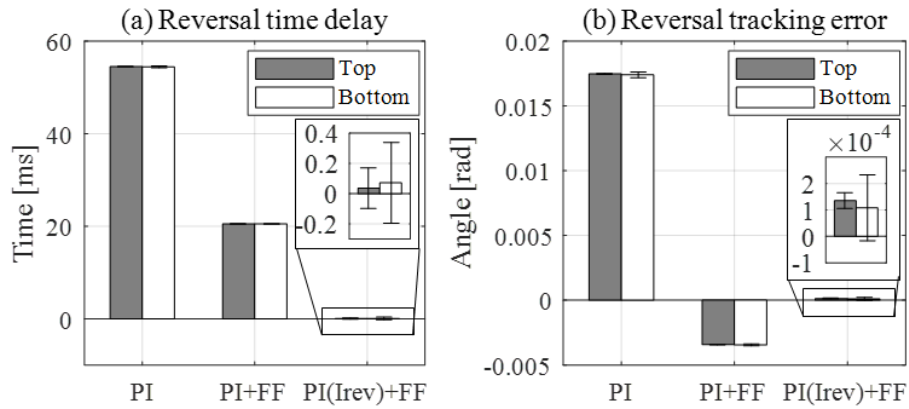 (a) Reversal time delay
60
40
20
0
Time [ms]
Top
Bottom
0.4
0.2
0
-0.2
PI
PI+FF
PI(Irev)+FF
(b) Reversal tracking error
0.02
0.015
0.01
0.005
0
-0.005
Angle [rad]
Top
Bottom
×10⁻⁴
2
1
0
-1
PI
PI+FF
PI(Irev)+FF